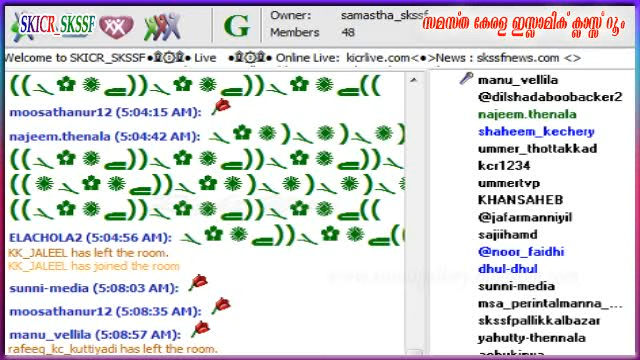 SKICR_SKSSF
G
Owner: samastha_skssf
Members 48
സമസ്ത കേരള ഇസ്ലാമിക് ക്ലാസ്സ് റൂം
Welcome to SKICR_SKSSF Live Online Live: kicrlive.com<●>News : skssfnews.com <>
moosathanur12 (5:04:15 AM):
najeem.thenala (5:04:42 AM):
ELACHOLA2 (5:04:56 AM):
KK_JALEEL has left the room.
KK_JALEEL has joined the room
sunni-media (5:08:03 AM):
moosathanur12 (5:08:35 AM):
manu_vellila (5:08:57 AM):
rafeeq_kc_kuttiyadi has left the room.
manu_vellila
@dilshadaboobacker2
najeem.thenala
shaheem_kechery
ummer_thottakkad
kcr1234
ummertvp
KHANSAHEB
@jafarmanniyil
sajiihamd
@noor_faidhi
dhul-dhul
sunni-media
msa_perintalmanna_...
skssfpallikkalbazar
yahutty-thennala